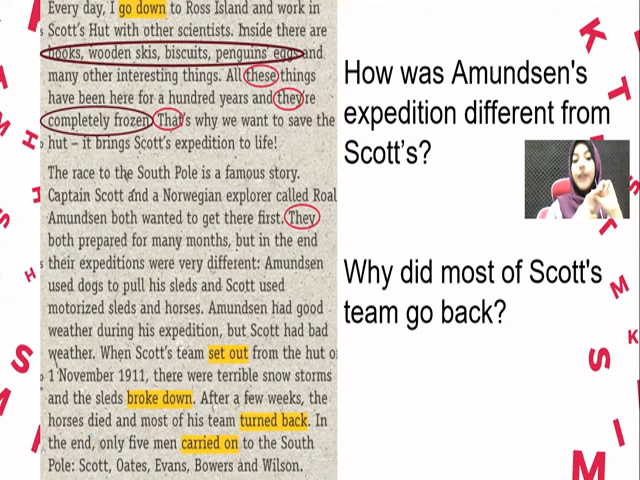 Every day, I go down to Ross Island and work in
Scott's Hut with other scientists. Inside there are
books, wooden skis, biscuits, penguins' eggs and
many other interesting things. All these things
have been here for a hundred years and they're
completely frozen. That's why we want to save the
hut – it brings Scott's expedition to life!
The race to the South Pole is a famous story.
Captain Scott and a Norwegian explorer called Roal
Amundsen both wanted to get there first. They
both prepared for many months, but in the end
their expeditions were very different: Amundsen
used dogs to pull his sleds and Scott used
motorized sleds and horses. Amundsen had good
weather during his expedition, but Scott had bad
weather. When Scott's team set out from the hut o
1 November 1911, there were terrible snow storms
and the sleds broke down. After a few weeks, the
horses died and most of his team turned back. In
the end, only five men carried on to the South
Pole: Scott, Oates, Evans, Bowers and Wilson.
How was Amundsen's
expedition different from
Scott's?
Why did most of Scott's
team go back?